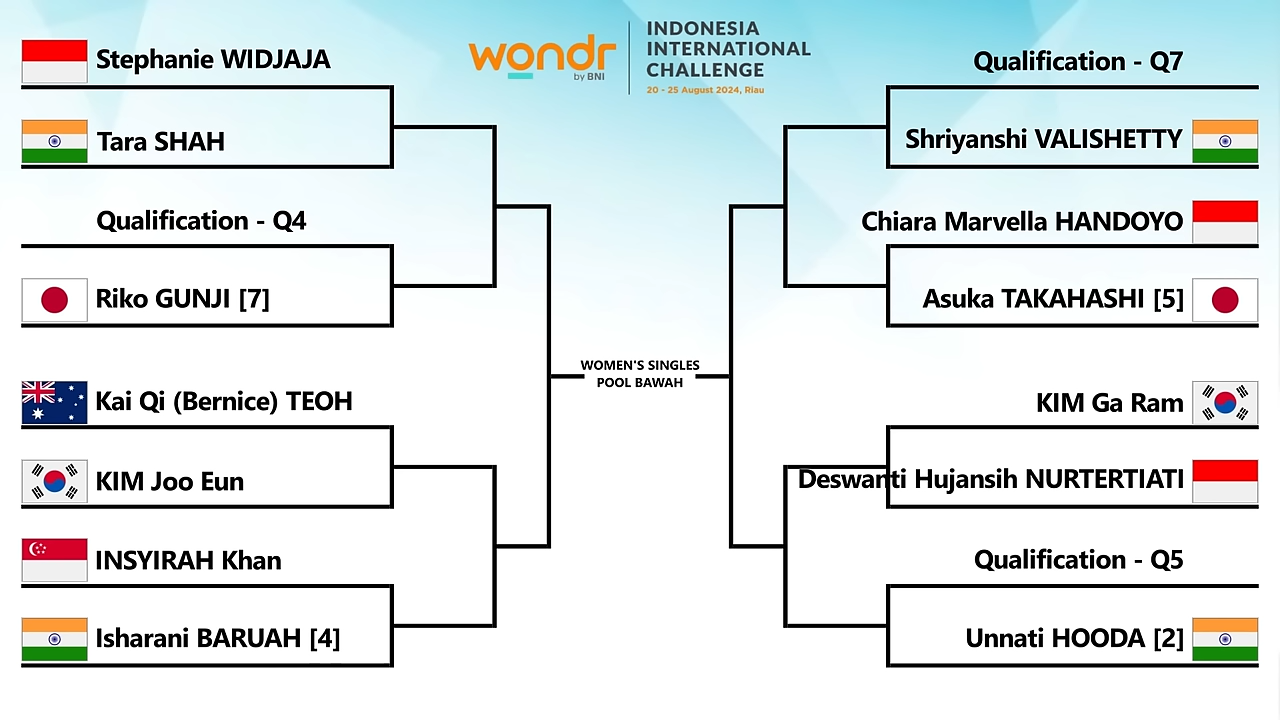 wondr
by BNI
INDONESIA
INTERNATIONAL
CHALLENGE
20 - 25 August 2024, Riau
Stephanie WIDJAJA
Tara SHAH
Qualification - Q4
Riko GUNJI [7]
Kai Qi (Bernice) TEOH
KIM Joo Eun
INSYIRAH Khan
Isharani BARUAH [4]
WOMEN'S SINGLES
POOL BAWAH
Qualification - Q7
Shriyanshi VALISHETTY
Chiara Marvella HANDOYO
Asuka TAKAHASHI [5]
KIM Ga Ram
Deswanti Hujansih NURTERTIATI
Qualification - Q5
Unnati HOODA [2]